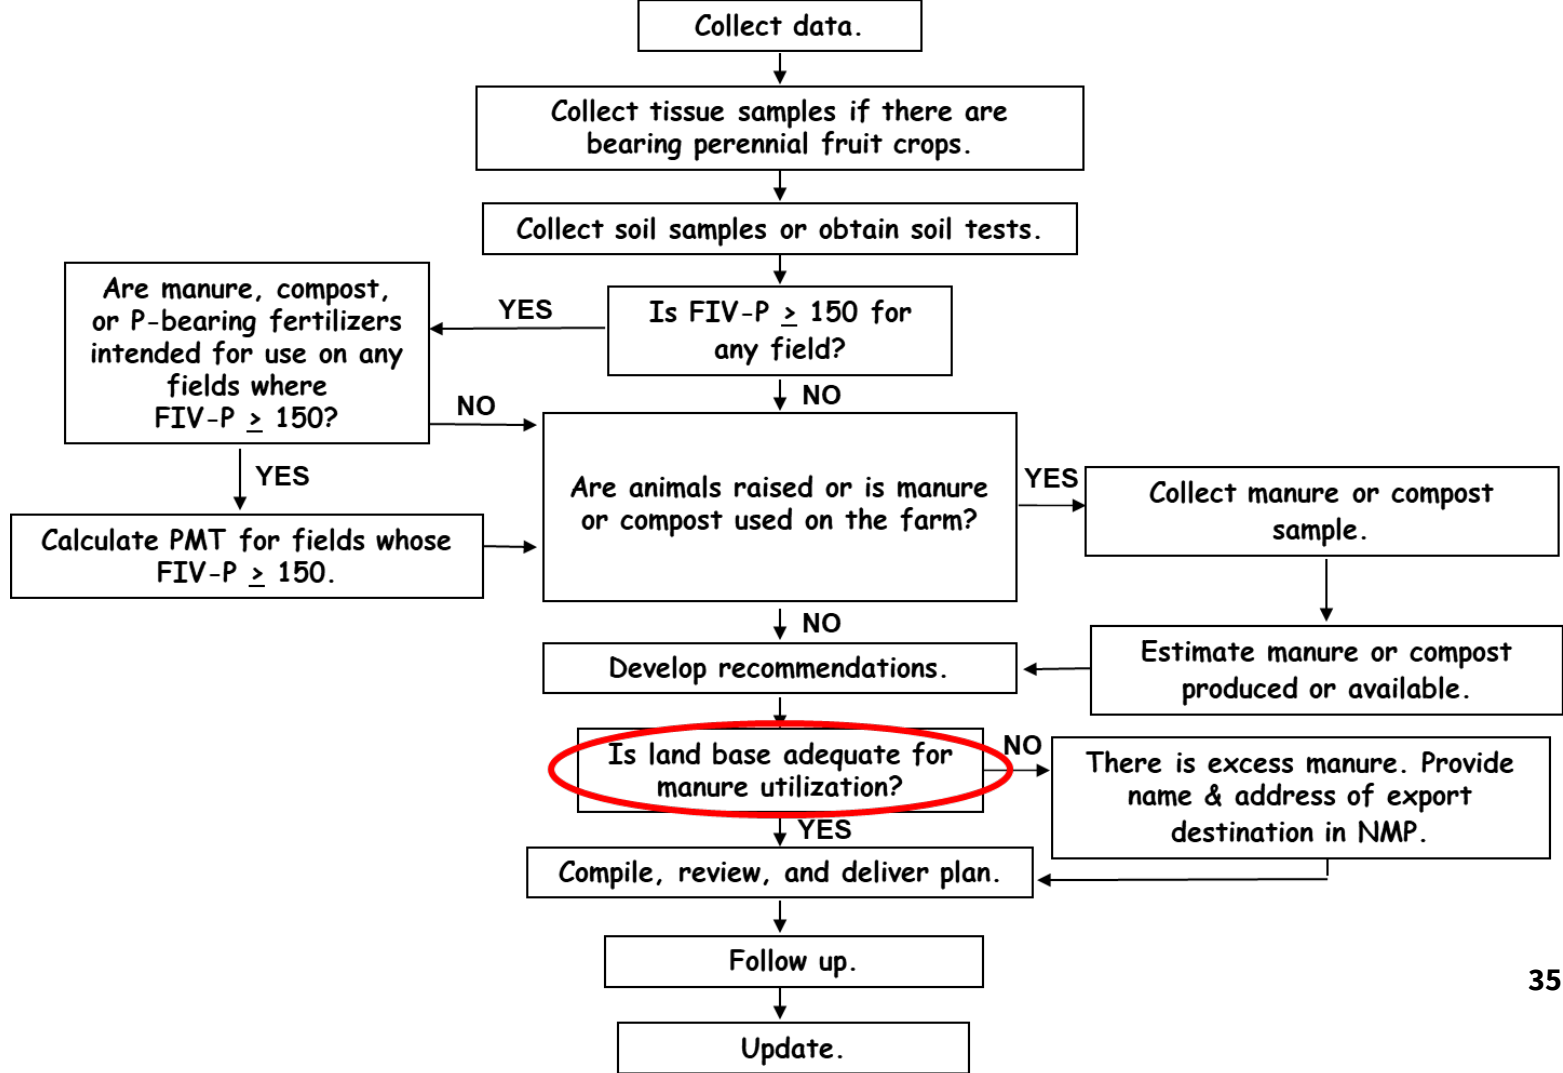 Collect data.
Collect tissue samples if there are
bearing perennial fruit crops.
Collect soil samples or obtain soil tests.
Are manure, compost,
or P-bearing fertilizers
intended for use on any
fields where
FIV-P ≥ 150?
YES
Is FIV-P ≥ 150 for
any field?
NO
NO
YES
Calculate PMT for fields whose
FIV-P ≥ 150.
Are animals raised or is manure
or compost used on the farm?
YES
Collect manure or compost
sample.
NO
Estimate manure or compost
produced or available.
Develop recommendations.
Is land base adequate for
manure utilization?
NO
There is excess manure. Provide
name & address of export
destination in NMP.
YES
Compile, review, and deliver plan.
Follow up.
Update.
35